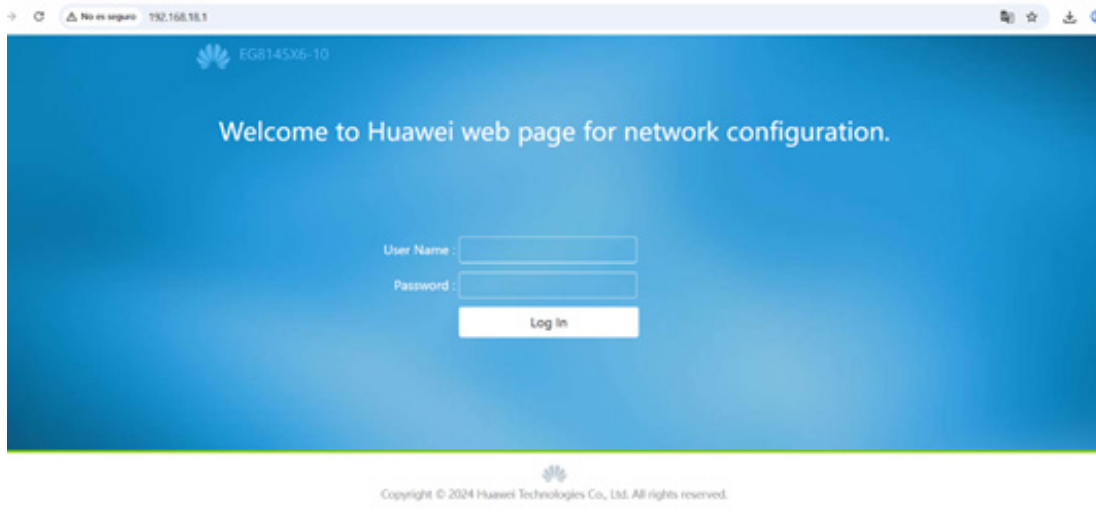 No es seguro 192.168.18.1
EG8145X6-10
Welcome to Huawei web page for network configuration.
User Name :
Password :
Log In
Copyright © 2024 Huawei Technologies Co., Ltd. All rights reserved.